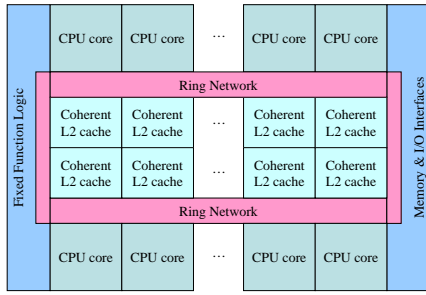 CPU core CPU core ... CPU core CPU core
Ring Network
Fixed Function Logic
Coherent L2 cache Coherent L2 cache ... Coherent L2 cache Coherent L2 cache
Coherent L2 cache Coherent L2 cache ... Coherent L2 cache Coherent L2 cache
Memory & I/O Interfaces
Ring Network
CPU core CPU core ... CPU core CPU core